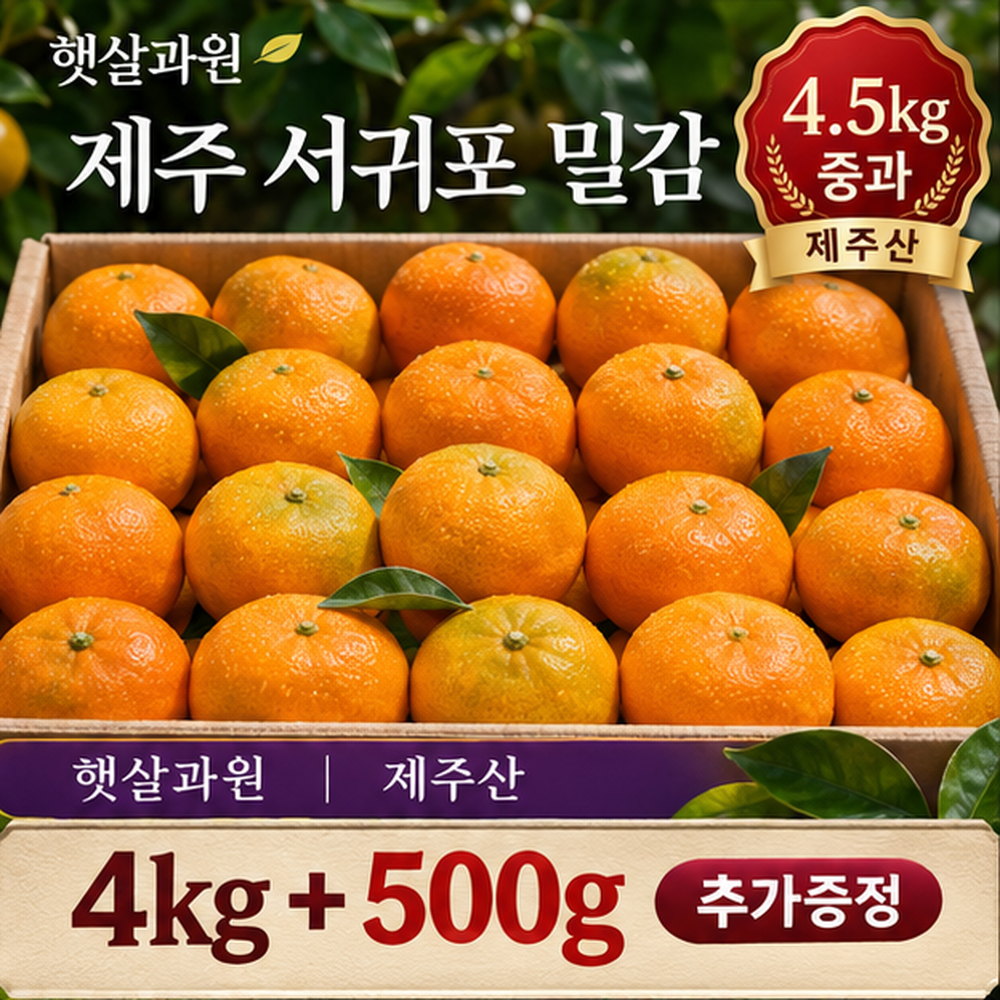 햇살과원
제주 서귀포 밀감
4.5kg
중과
제주산
햇살과원 | 제주산
4kg + 500g 추가증정